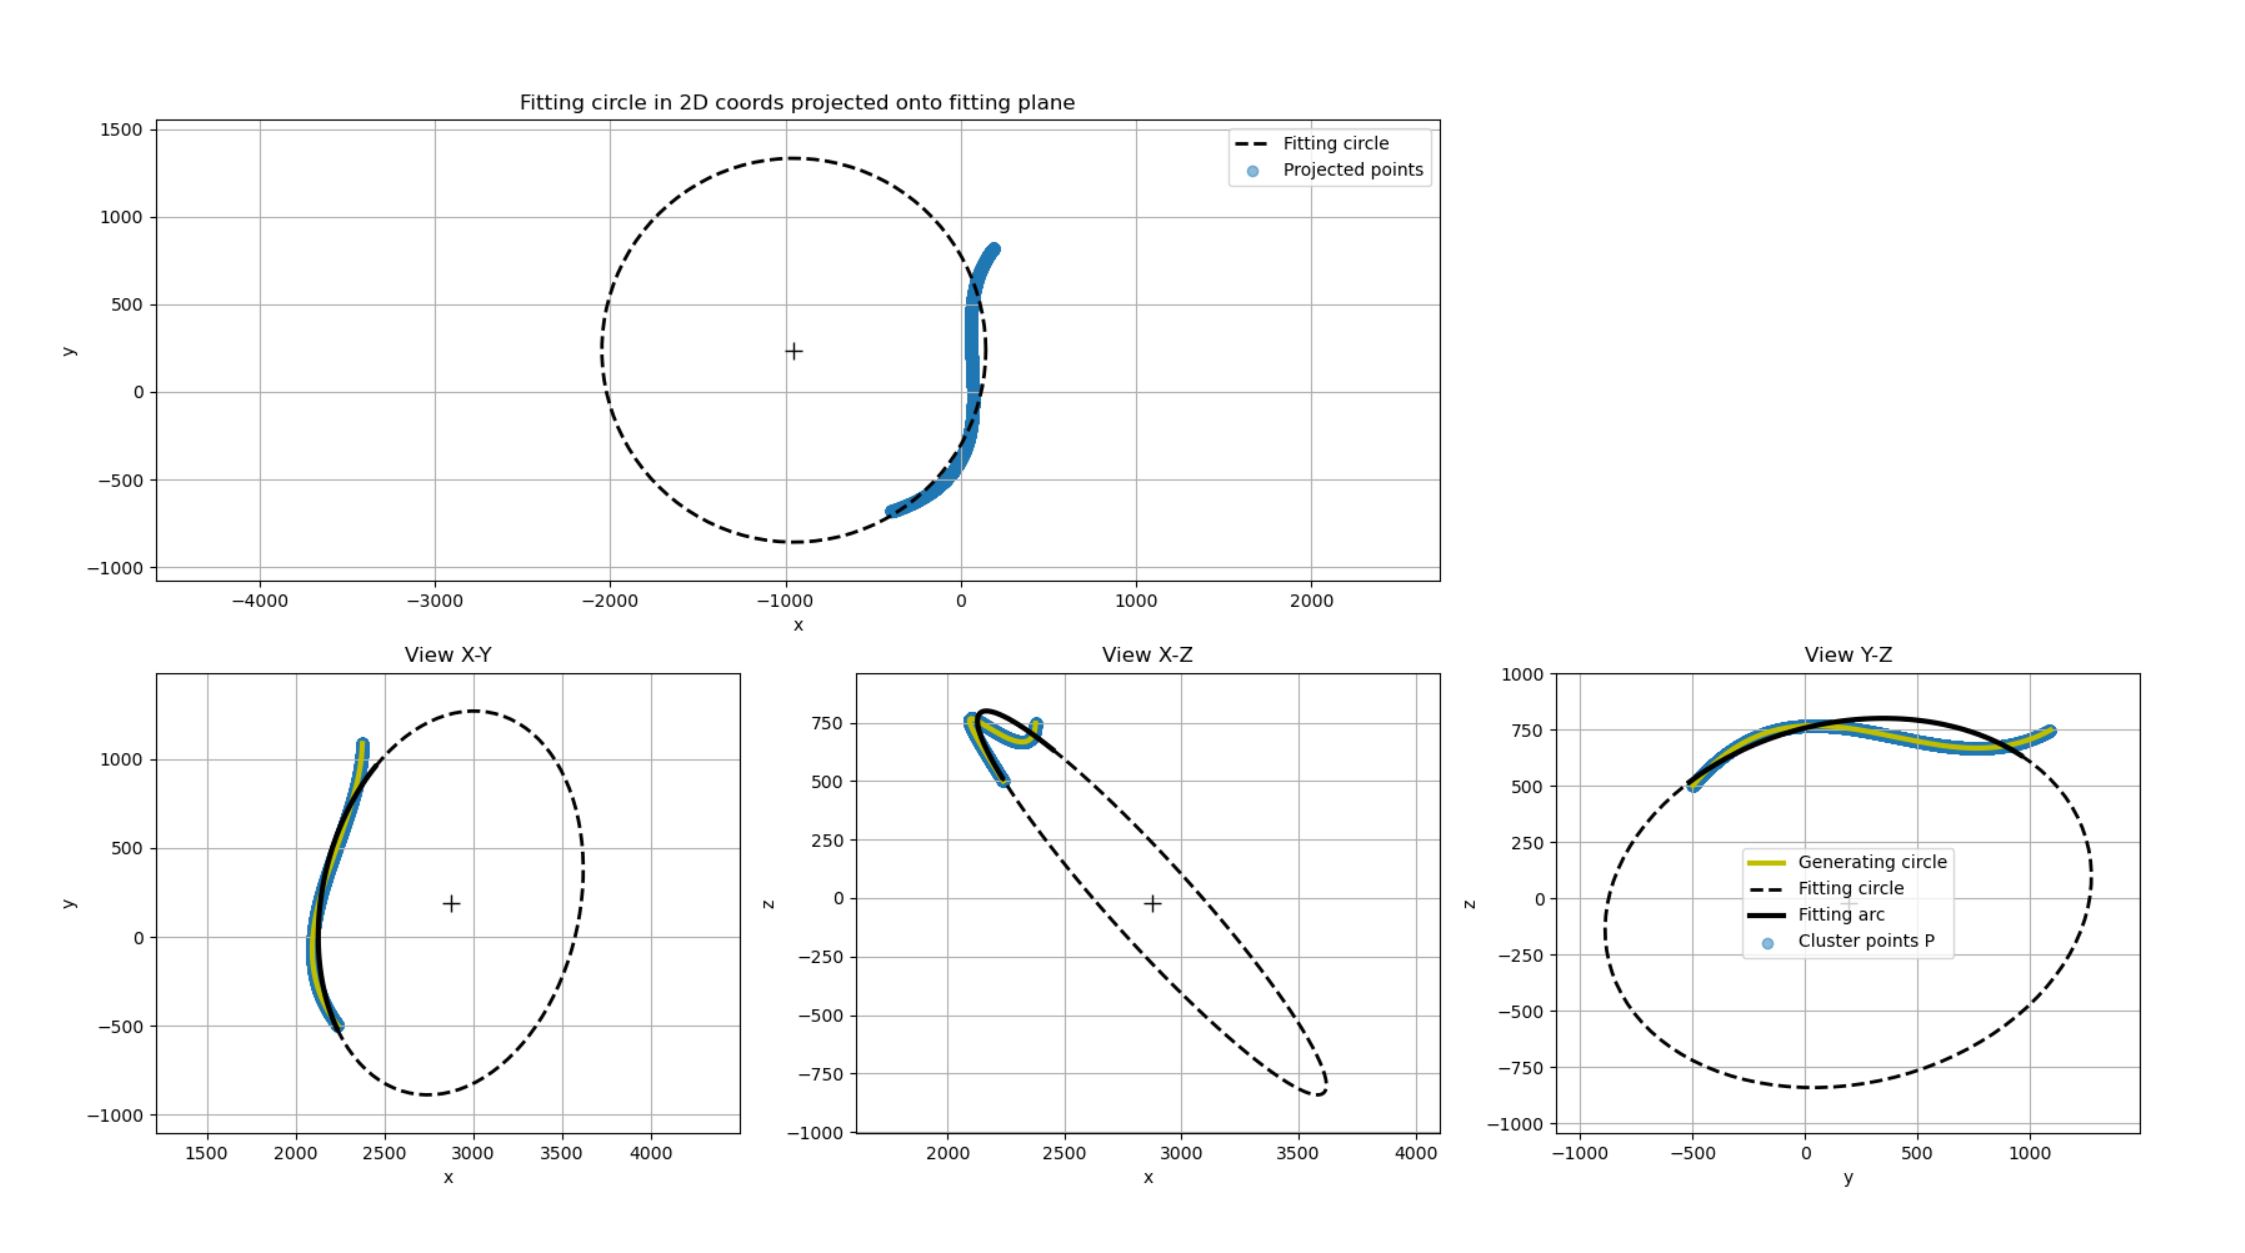 Fitting circle in 2D coords projected onto fitting plane
1500
1000
500
0
−500
−1000
y
Fitting circle
Projected points
−4000 −3000 −2000 −1000 0 1000 2000
x
View X-Y
1000
500
0
−500
−1000
y
1500 2000 2500 3000 3500 4000
x
View X-Z
750
500
250
0
−250
−500
−750
−1000
z
2000 2500 3000 3500 4000
x
View Y-Z
1000
750
500
250
0
−250
−500
−750
−1000
z
Generating circle
Fitting circle
Fitting arc
Cluster points P
−1000 −500 0 500 1000
y